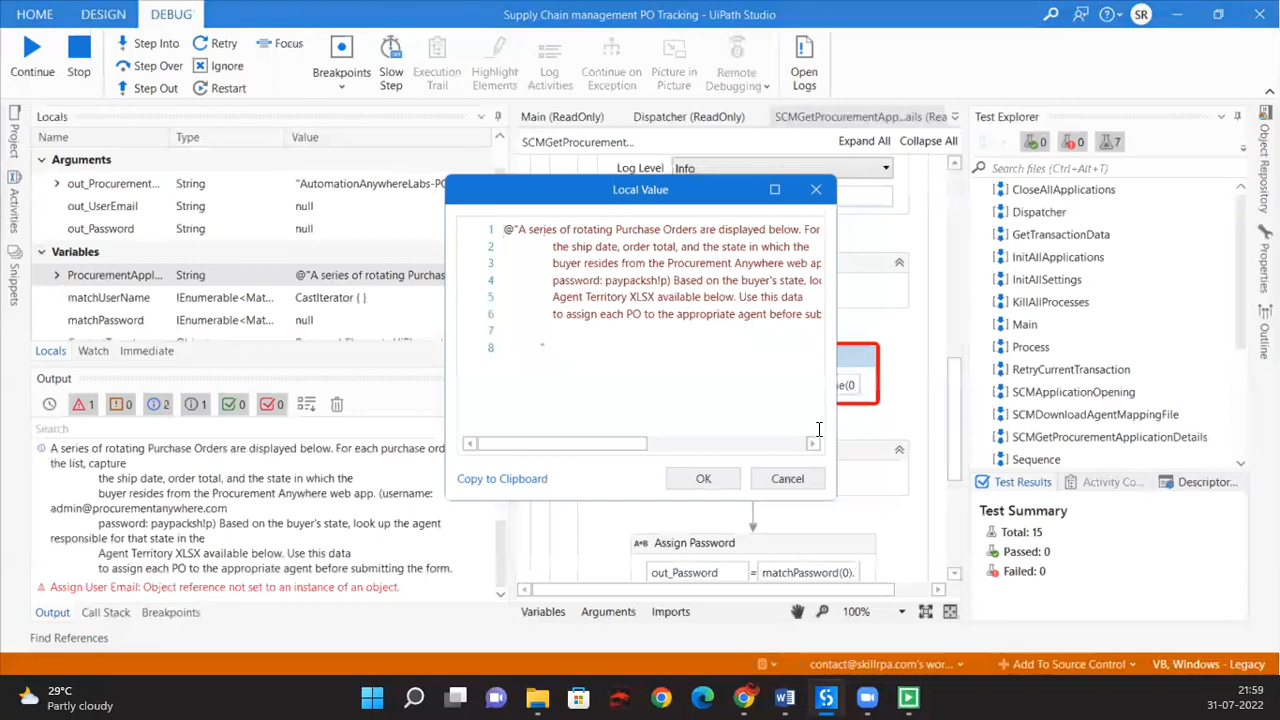 HOME
DESIGN
DEBUG
Supply Chain management PO Tracking - UiPath Studio
SR
Continue
Stop
Step Into
Step Over
Step Out
Retry
Ignore
Restart
Focus
Breakpoints
Slow
Step
Execution
Trail
Highlight
Elements
Log
Activities
Continue on
Exception
Picture in
Picture
Remote
Debugging
Open
Logs
Project
Activities
Snippets
Locals
Name
Type
Value
Arguments
out_Procurement... String "AutomationAnywhereLabs-PO
out_UserEmail String null
out_Password String null
Variables
ProcurementAppl... String @"A series of rotating Purchas
matchUserName IEnumerable<Mat... CastIterator { }
matchPassword IEnumerable<Mat... null
Locals
Watch
Immediate
Output
1
0
2
1
0
0
Search
A series of rotating Purchase Orders are displayed below. For each purchase order in
the list, capture
the ship date, order total, and the state in which the
buyer resides from the Procurement Anywhere web app. (username:
admin@procurementanywhere.com
password: paypacksh!p) Based on the buyer's state, look up the agent
responsible for that state in the
Agent Territory XLSX available below. Use this data
to assign each PO to the appropriate agent before submitting the form.
Assign User Email: Object reference not set to an instance of an object.
Output
Call Stack
Breakpoints
Find References
Main (ReadOnly)
Dispatcher (ReadOnly)
SCMGetProcurementApp...ails (Rea
SCMGetProcurement...
Expand All
Collapse All
Log Level
Info
Local Value
1 @"A series of rotating Purchase Orders are displayed below. For
2 the ship date, order total, and the state in which the
3 buyer resides from the Procurement Anywhere web ap
4 password: paypacksh!p) Based on the buyer's state, loo
5 Agent Territory XLSX available below. Use this data
6 to assign each PO to the appropriate agent before sub
7
8 "
Copy to Clipboard
OK
Cancel
A*B Assign Password
out_Password = matchPassword(0).
Variables
Arguments
Imports
100%
Test Explorer
0
0
7
Search files (Ctrl+Alt+T)
CloseAllApplications
Dispatcher
GetTransactionData
InitAllApplications
InitAllSettings
KillAllProcesses
Main
Process
RetryCurrentTransaction
SCMApplicationOpening
SCMDownloadAgentMappingFile
SCMGetProcurementApplicationDetails
Sequence
Test Results
Activity Co...
Descriptor...
Test Summary
Total: 15
Passed: 0
Failed: 0
Object Repository
Properties
Outline
0
contact@skillrpa.com's wor...
Add To Source Control
VB, Windows - Legacy
29°C
Partly cloudy
21:59
31-07-2022